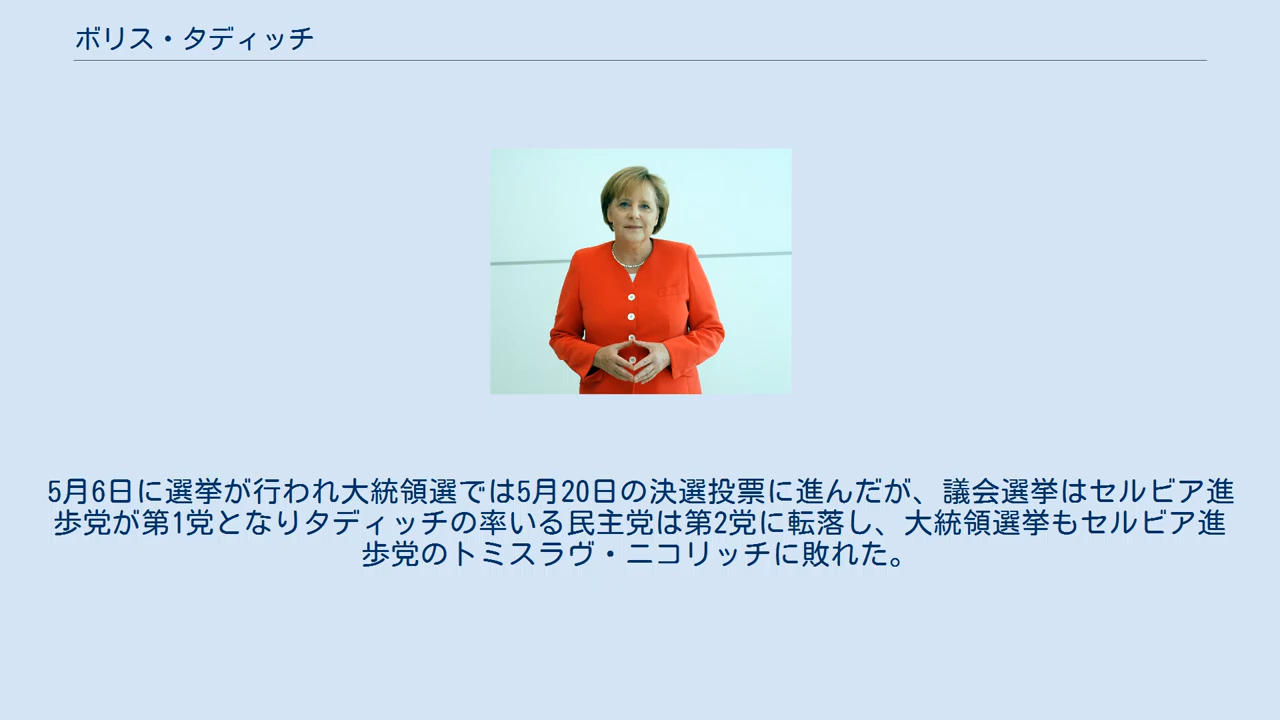 ボリス・タディッチ
5月6日に選挙が行われ大統領選では5月20日の決選投票に進んだが、議会選挙はセルビア進
歩党が第1党となりタディッチの率いる民主党は第2党に転落し、大統領選挙もセルビア進
歩党のトミスラヴ・ニコリッチに敗れた。